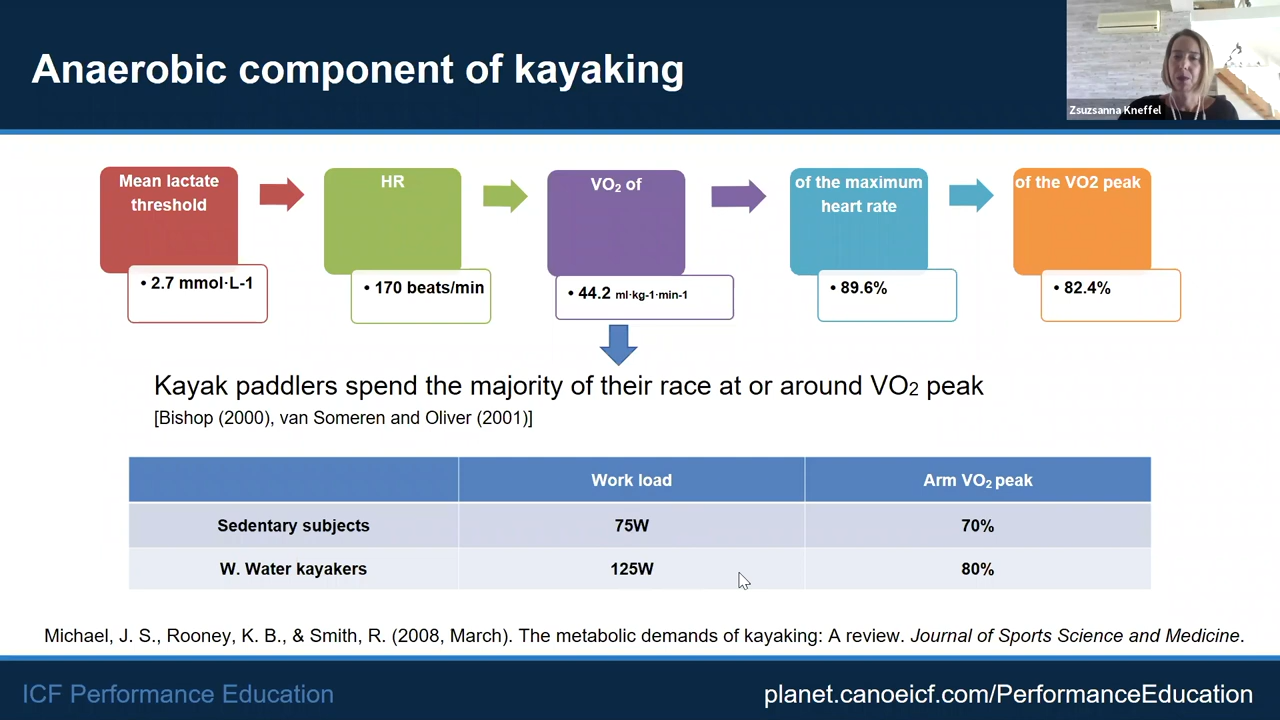 Anaerobic component of kayaking
Zsuzsanna Kneffel
Mean lactate
threshold
HR
VO2 of
of the maximum
heart rate
of the VO2 peak
• 2.7 mmol·L-1
• 170 beats/min
• 44.2 ml·kg-1·min-1
• 89.6%
• 82.4%
Kayak paddlers spend the majority of their race at or around VO2 peak
[Bishop (2000), van Someren and Oliver (2001)]
Work load Arm VO2 peak
Sedentary subjects 75W 70%
W. Water kayakers 125W 80%
Michael, J. S., Rooney, K. B., & Smith, R. (2008, March). The metabolic demands of kayaking: A review. Journal of Sports Science and Medicine.
ICF Performance Education
planet.canoeicf.com/PerformanceEducation